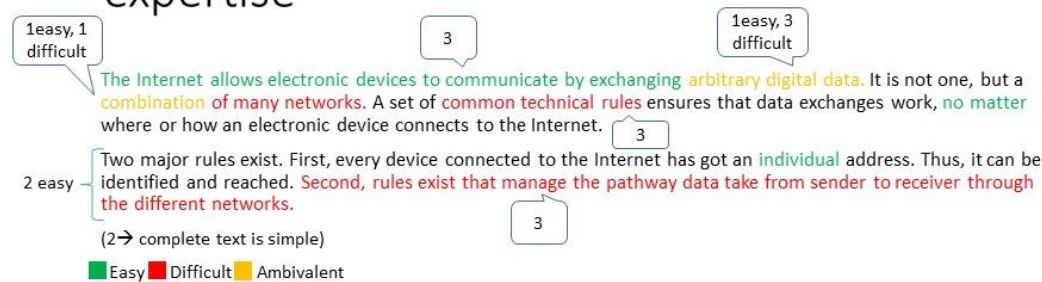 expertise
1easy, 1
difficult
3
1easy, 3
difficult
The Internet allows electronic devices to communicate by exchanging arbitrary digital data. It is not one, but a
combination of many networks. A set of common technical rules ensures that data exchanges work, no matter
where or how an electronic device connects to the Internet.
3
Two major rules exist. First, every device connected to the Internet has got an individual address. Thus, it can be
2 easy
identified and reached. Second, rules exist that manage the pathway data take from sender to receiver through
the different networks.
3
(2→ complete text is simple)
Easy Difficult Ambivalent